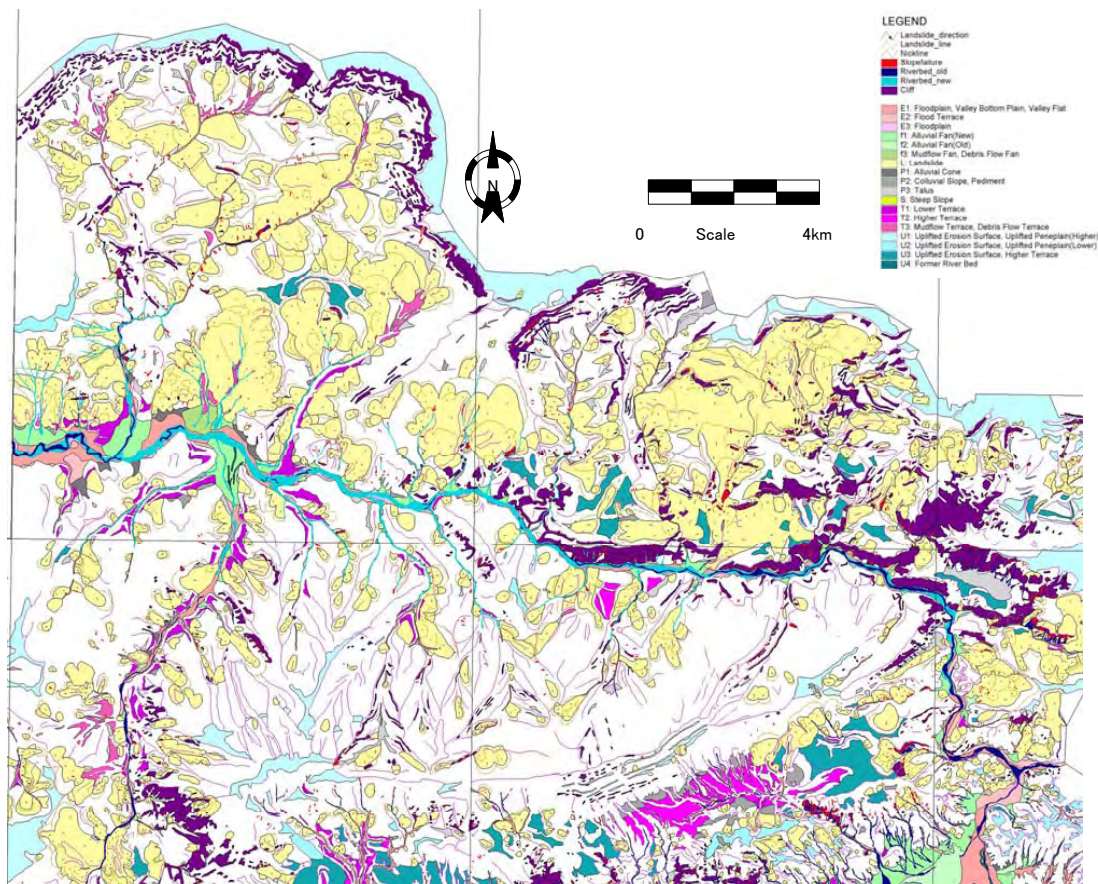 LEGEND
Landslide_direction
Landslide_line
Nickline
Slopefailure
Riverbed_old
Riverbed_new
Cliff
E1: Floodplain, Valley Bottom Plain, Valley Flat
E2: Flood Terrace
E3: Floodplain
f1: Alluvial Fan(New)
f2: Alluvial Fan(Old)
f3: Mudflow Fan, Debris Flow Fan
L: Landslide
P1: Alluvial Cone
P2: Colluvial Slope, Pediment
P3: Talus
S: Steep Slope
T1: Lower Terrace
T2: Higher Terrace
T3: Mudflow Terrace, Debris Flow Terrace
U1: Uplifted Erosion Surface, Uplifted Peneplain(Higher)
U2: Uplifted Erosion Surface, Uplifted Peneplain(Lower)
U3: Uplifted Erosion Surface, Higher Terrace
U4: Former River Bed
N
0 Scale 4km